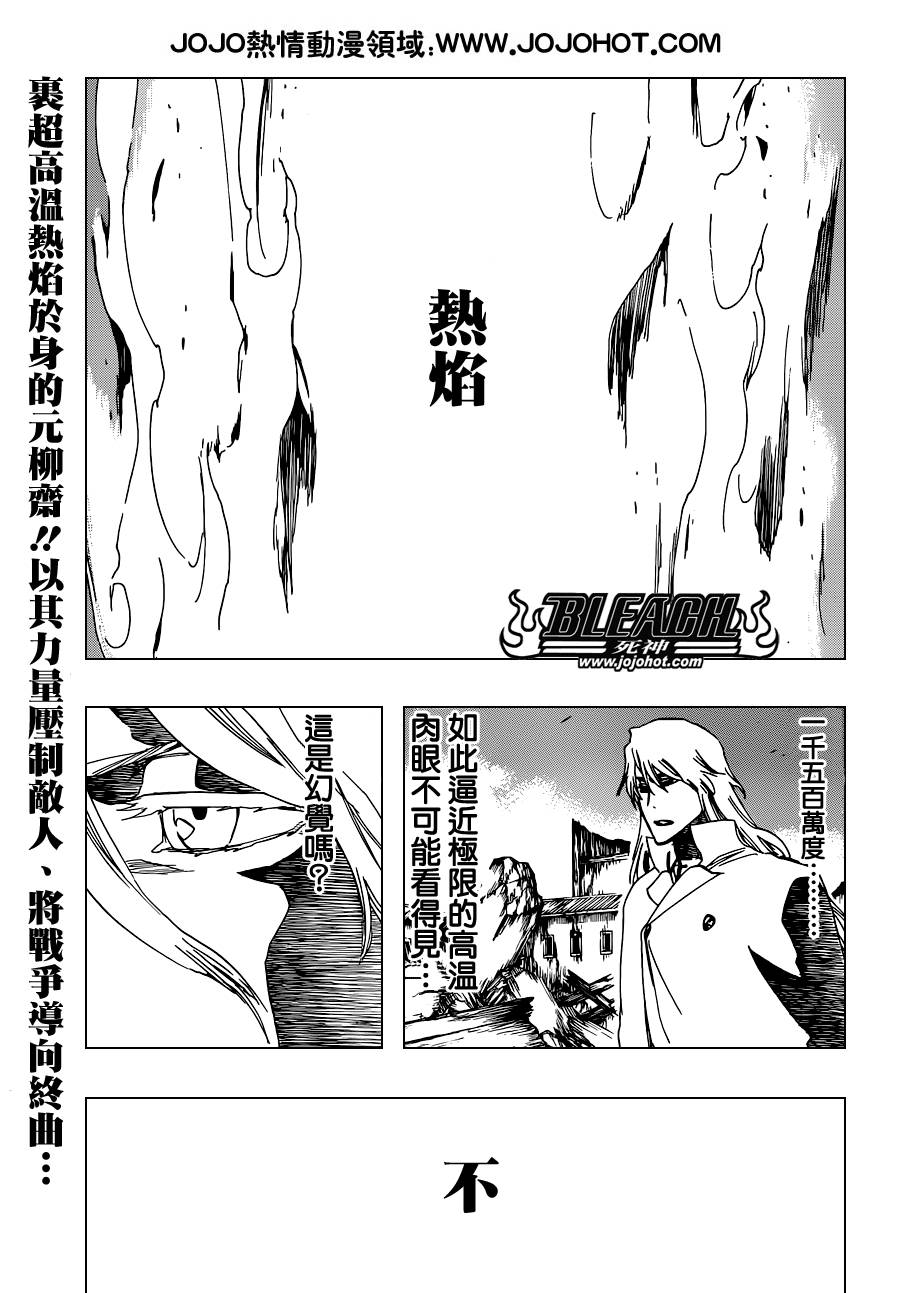 JOJO熱情動漫領域:WWW.JOJOHOT.COM
裹超高溫熱焰於身的元柳齋!!以其力量壓制敵人、將戰爭導向終曲…
熱焰
BLEACH
死神
www.jojohot.com
一千五百萬度………
如此逼近極限的高溫
肉眼不可能看得見…
這是幻覺嗎?
不